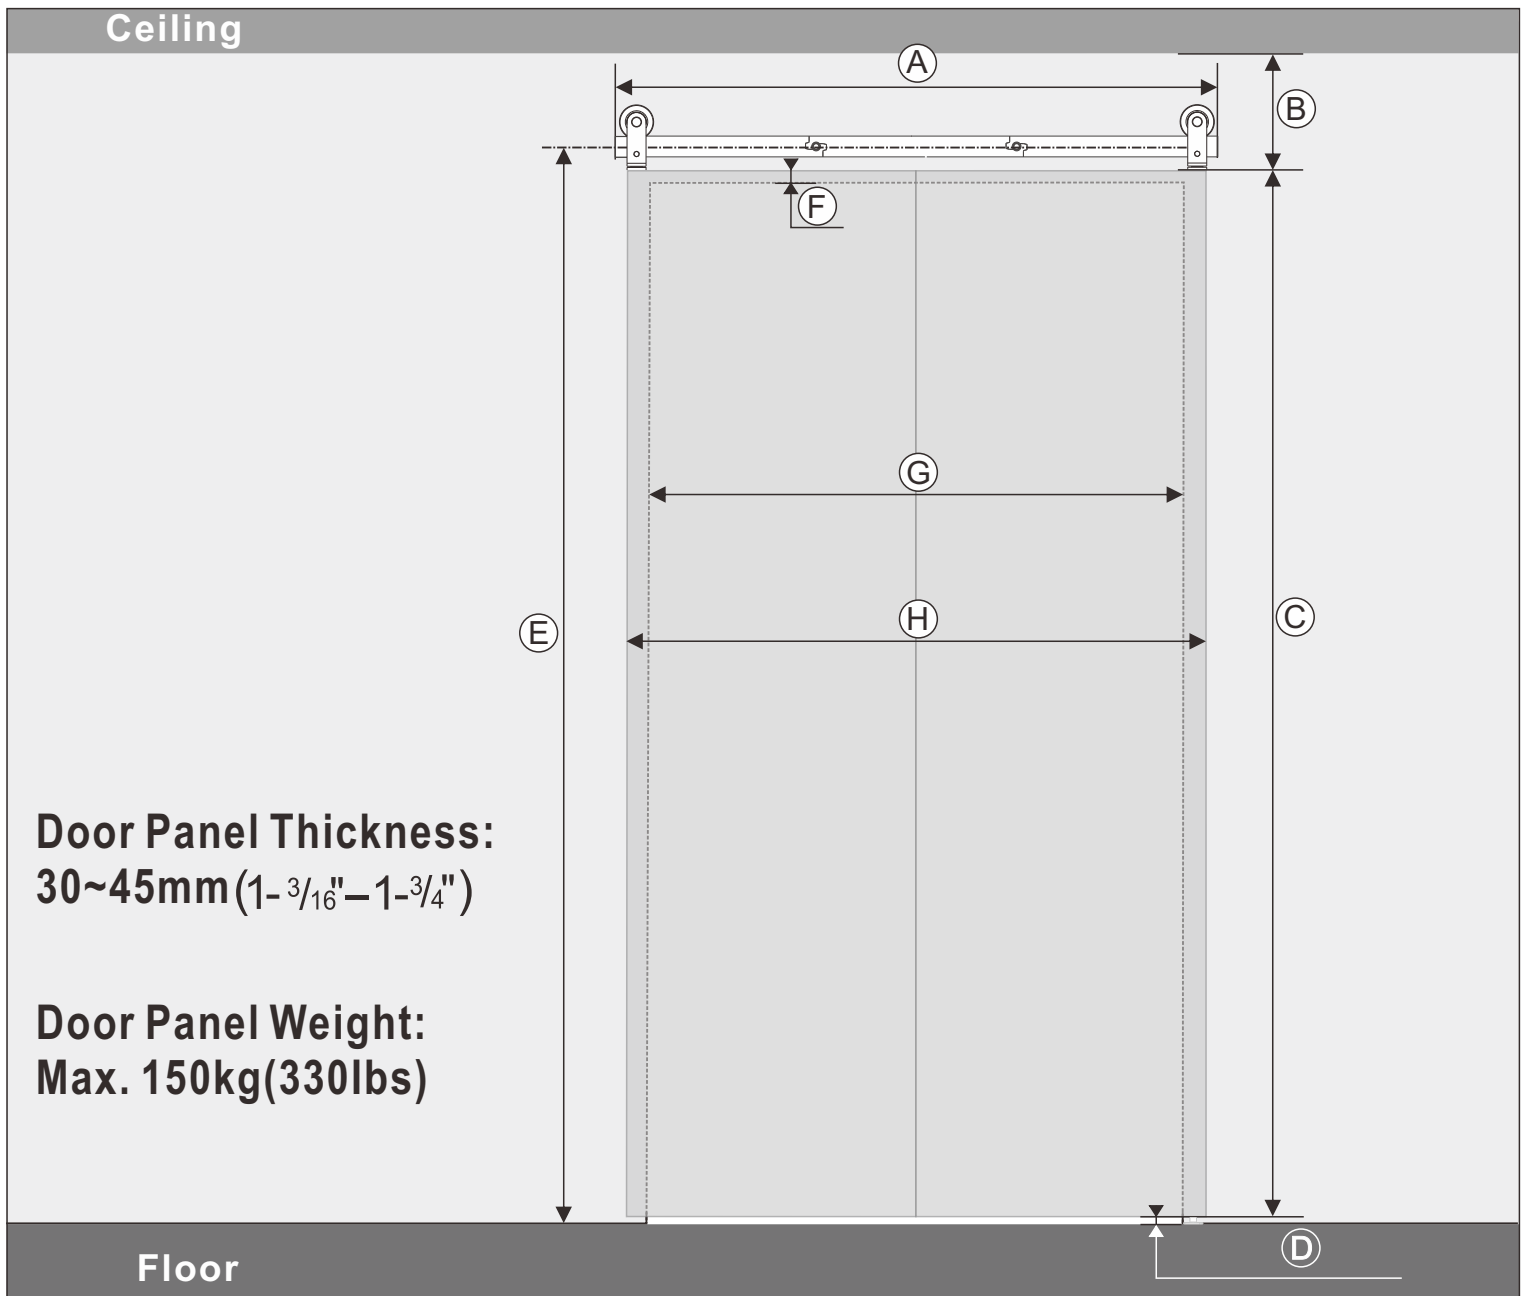 Ceiling
A
B
F
G
H
E
C
Door Panel Thickness:
30~45mm(1- 3/16"–1-3/4")
Door Panel Weight:
Max. 150kg(330lbs)
D
Floor